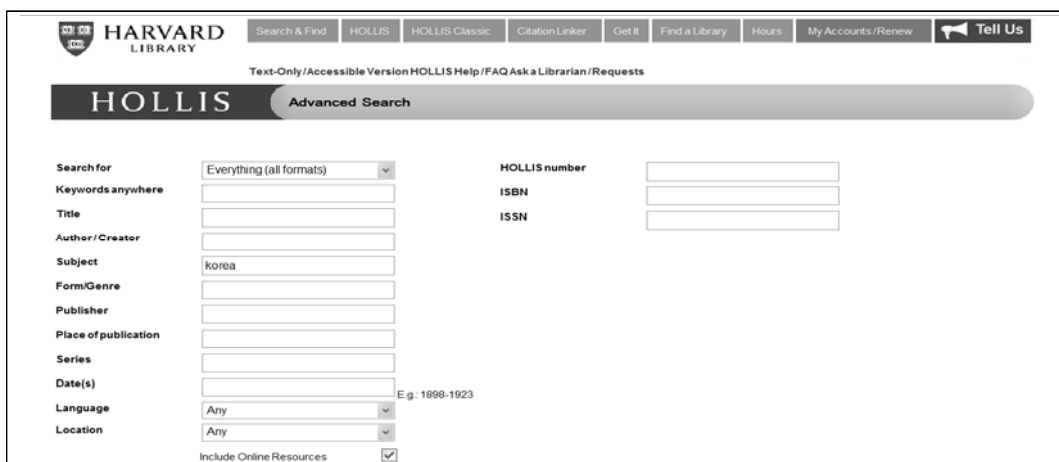 HARVARD
LIBRARY
Search & Find HOLLIS HOLLIS Classic Citation Linker Get It Find a Library Hours My Accounts/Renew Tell Us
Text-Only/Accessible Version HOLLIS Help/FAQ Ask a Librarian/Requests
HOLLIS Advanced Search
Search for Everything (all formats) HOLLIS number
Keywords anywhere ISBN
Title ISSN
Author/Creator
Subject korea
Form/Genre
Publisher
Place of publication
Series
Date(s) E.g.: 1898-1923
Language Any
Location Any
Include Online Resources